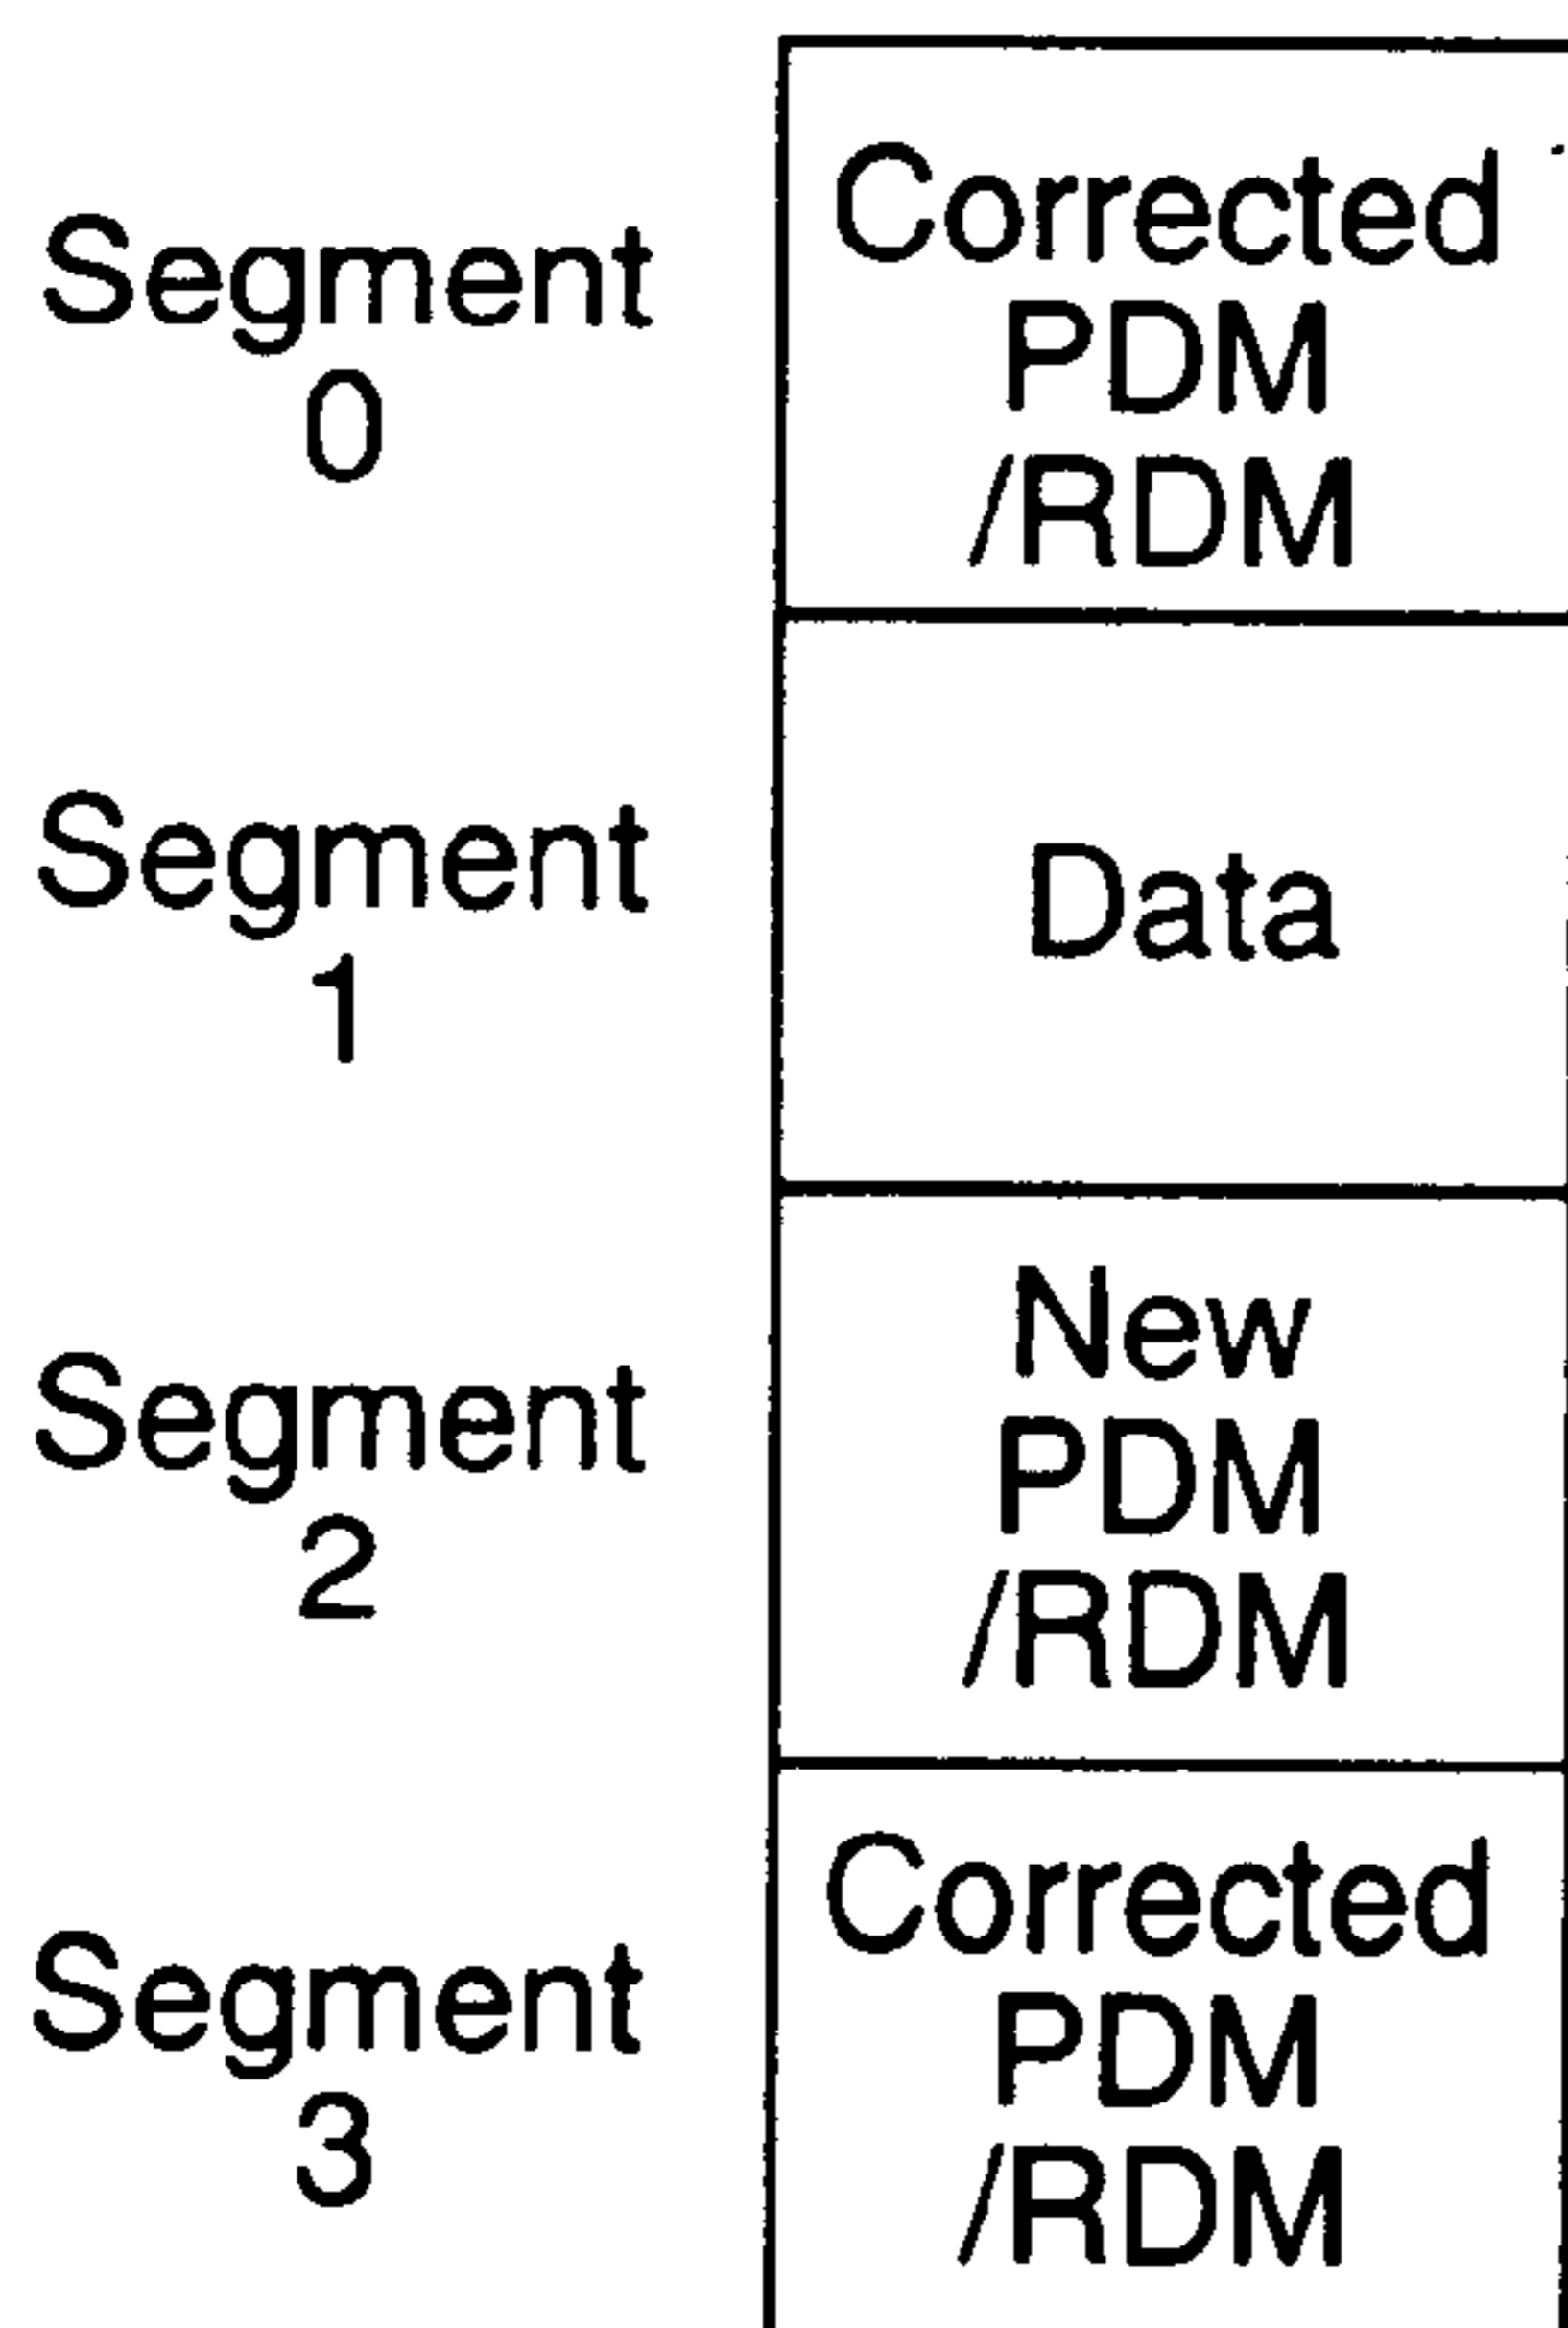 Segment
0
Corrected
PDM
/RDM
Segment
1
Data
Segment
2
New
PDM
/RDM
Segment
3
Corrected
PDM
/RDM